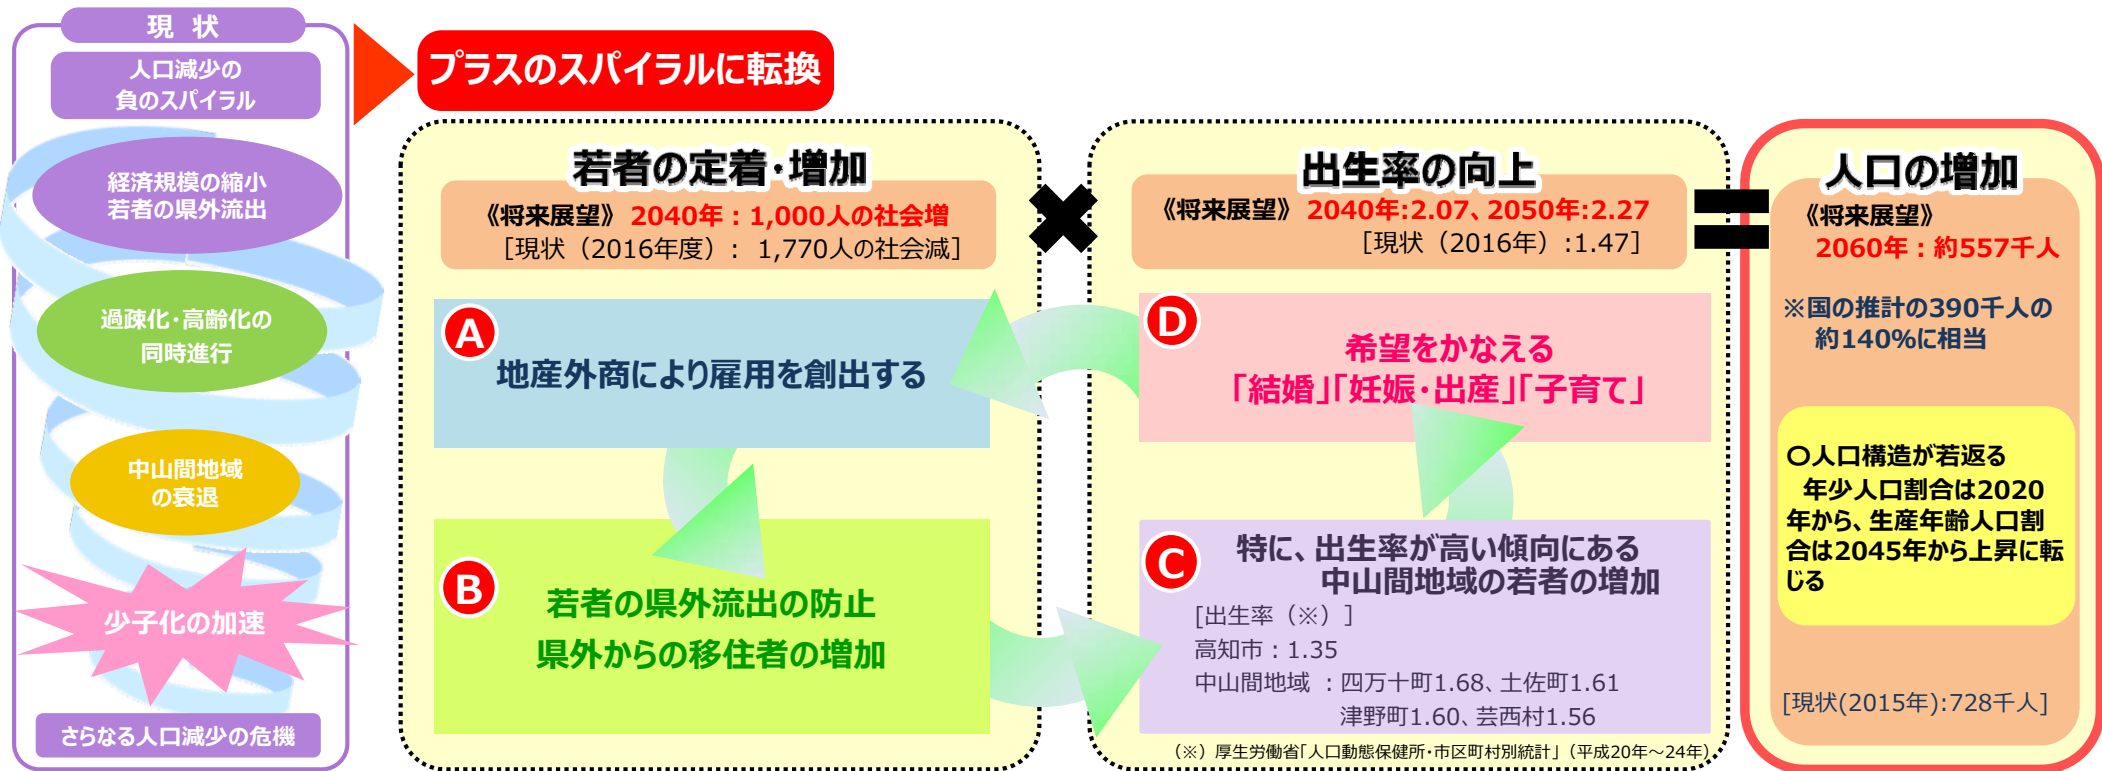 現 状
人口減少の
負のスパイラル
経済規模の縮小
若者の県外流出
過疎化・高齢化の
同時進行
中山間地域
の衰退
少子化の加速
さらなる人口減少の危機
プラスのスパイラルに転換
若者の定着・増加
《将来展望》 2040年：1,000人の社会増
[現状（2016年度）： 1,770人の社会減]
A
地産外商により雇用を創出する
B
若者の県外流出の防止
県外からの移住者の増加
✖
出生率の向上
《将来展望》 2040年:2.07、2050年:2.27
[現状（2016年）:1.47]
D
希望をかなえる
「結婚」「妊娠・出産」「子育て」
C
特に、出生率が高い傾向にある
中山間地域の若者の増加
[出生率（※）]
高知市：1.35
中山間地域 ：四万十町1.68、土佐町1.61
津野町1.60、芸西村1.56
（※）厚生労働省「人口動態保健所・市区町村別統計」（平成20年～24年）
=
人口の増加
《将来展望》
2060年：約557千人
※国の推計の390千人の
約140%に相当
〇人口構造が若返る
年少人口割合は2020
年から、生産年齢人口割
合は2045年から上昇に転
じる
[現状(2015年):728千人]